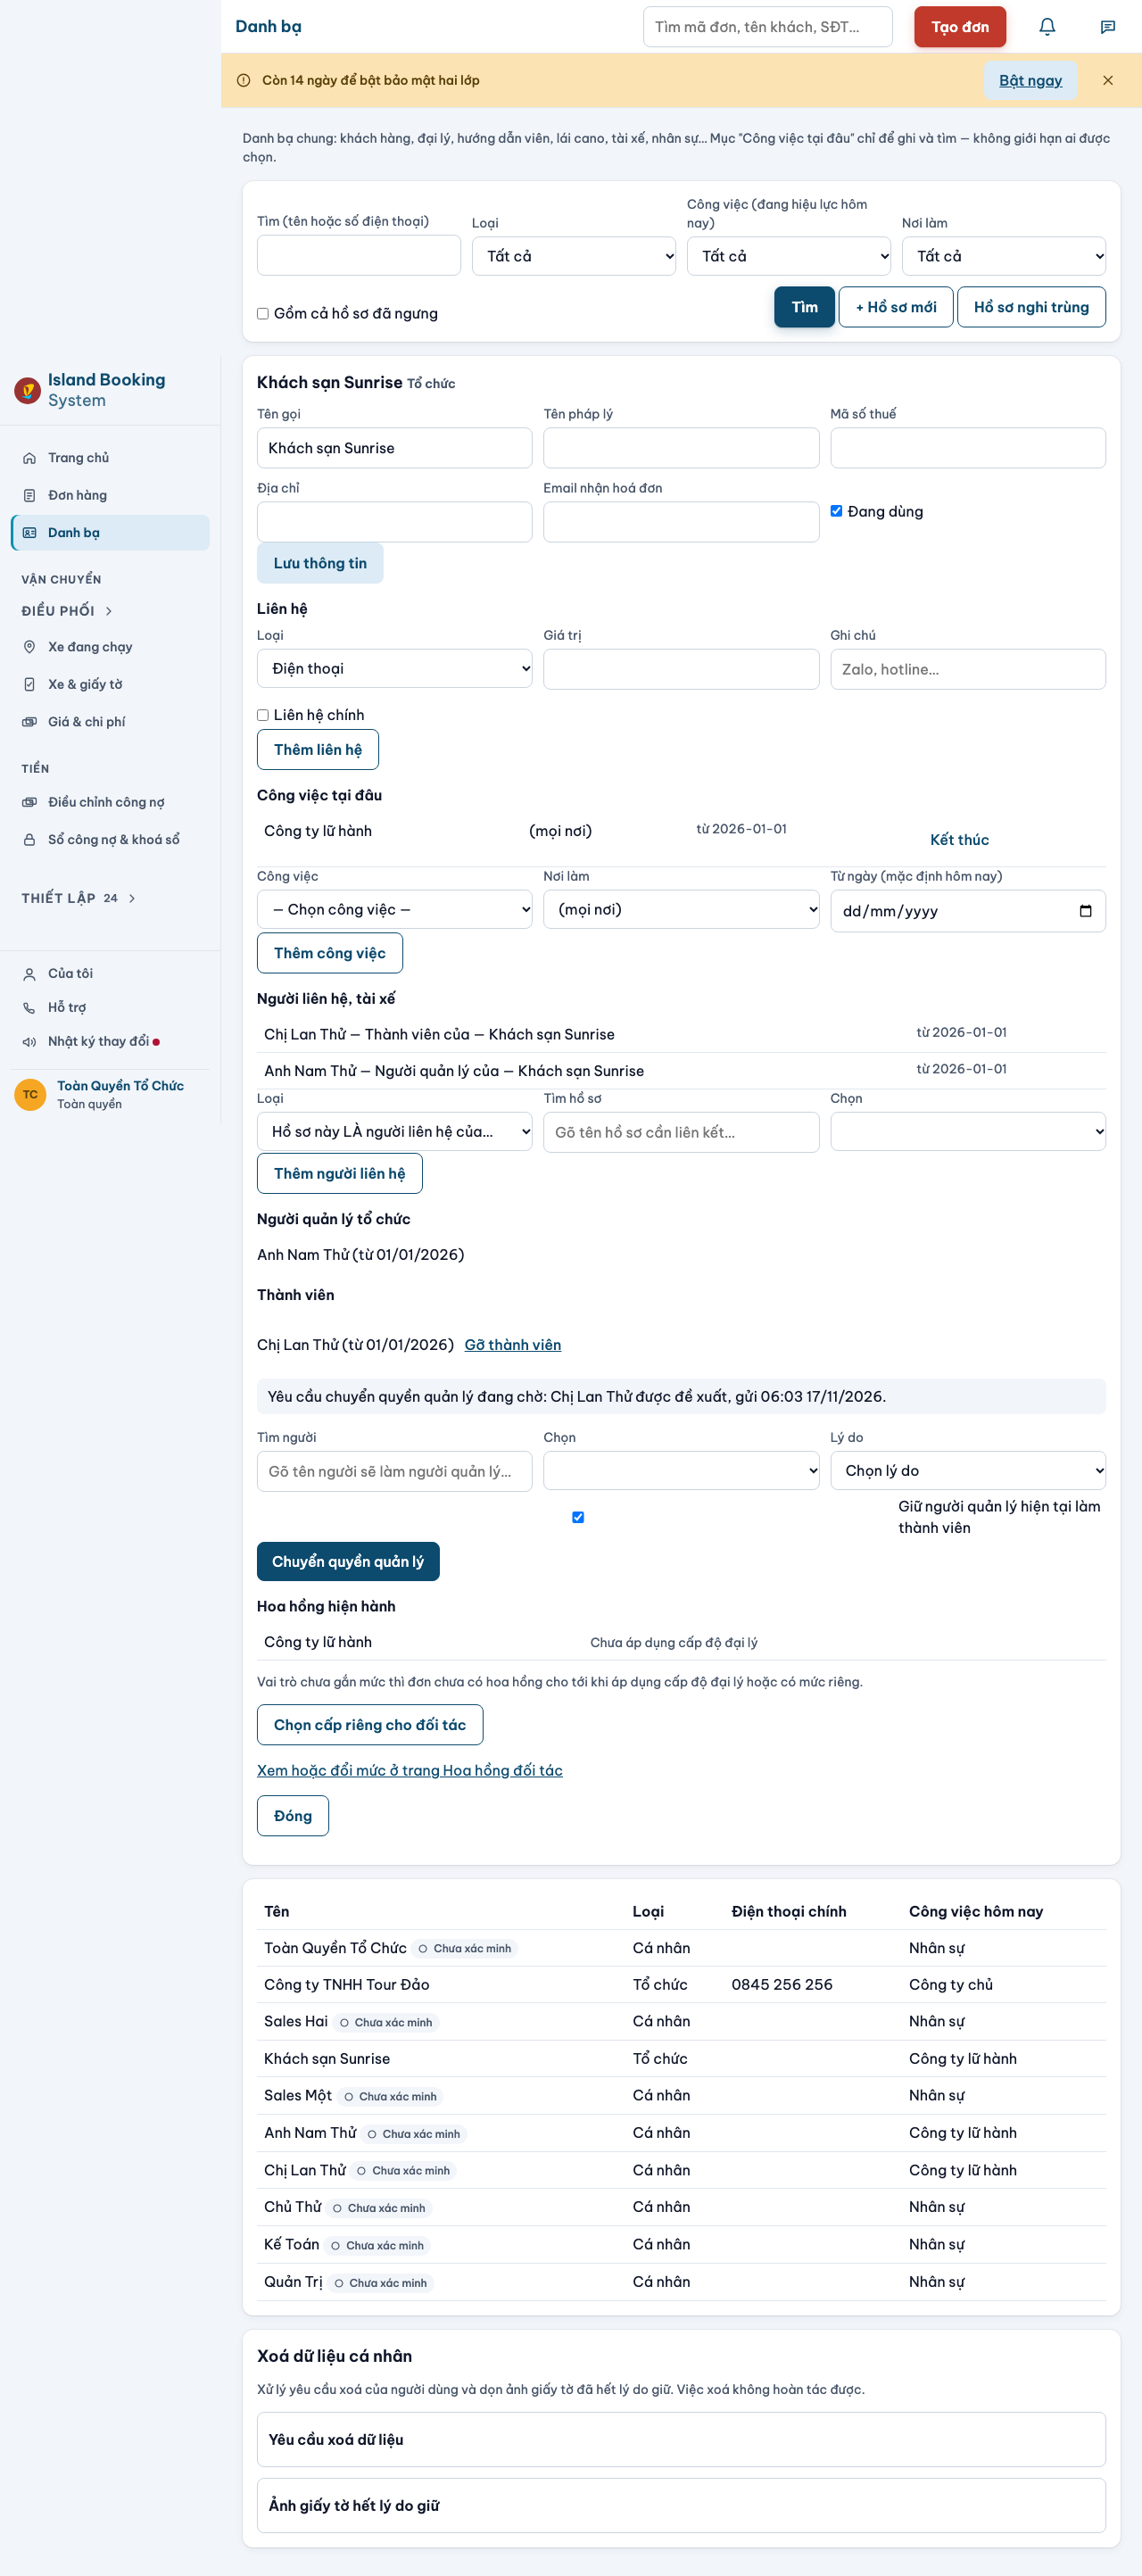 Danh bạ
Tìm mã đơn, tên khách, SĐT...
Tạo đơn
Còn 14 ngày để bật bảo mật hai lớp
Bật ngay
Danh bạ chung: khách hàng, đại lý, hướng dẫn viên, lái cano, tài xế, nhân sự... Mục "Công việc tại đâu" chỉ để ghi và tìm — không giới hạn ai được
chọn.
Tìm (tên hoặc số điện thoại)
Loại
Tất cả
Công việc (đang hiệu lực hôm
nay)
Tất cả
Nơi làm
Tất cả
Gồm cả hồ sơ đã ngưng
Tìm
+ Hồ sơ mới
Hồ sơ nghi trùng
Island Booking
System
Trang chủ
Đơn hàng
Danh bạ
VẬN CHUYỂN
ĐIỀU PHỐI
Xe đang chạy
Xe & giấy tờ
Giá & chi phí
TIỀN
Điều chỉnh công nợ
Sổ công nợ & khoá sổ
THIẾT LẬP 24
Của tôi
Hỗ trợ
Nhật ký thay đổi
TC
Toàn Quyền Tổ Chức
Toàn quyền
Khách sạn Sunrise Tổ chức
Tên gọi
Khách sạn Sunrise
Tên pháp lý
Mã số thuế
Địa chỉ
Email nhận hoá đơn
Đang dùng
Lưu thông tin
Liên hệ
Loại
Điện thoại
Giá trị
Ghi chú
Zalo, hotline...
Liên hệ chính
Thêm liên hệ
Công việc tại đâu
Công ty lữ hành (mọi nơi) từ 2026-01-01 Kết thúc
Công việc
— Chọn công việc —
Nơi làm
(mọi nơi)
Từ ngày (mặc định hôm nay)
dd/mm/yyyy
Thêm công việc
Người liên hệ, tài xế
Chị Lan Thử — Thành viên của — Khách sạn Sunrise từ 2026-01-01
Anh Nam Thử — Người quản lý của — Khách sạn Sunrise từ 2026-01-01
Loại
Hồ sơ này LÀ người liên hệ của...
Tìm hồ sơ
Gõ tên hồ sơ cần liên kết...
Chọn
Thêm người liên hệ
Người quản lý tổ chức
Anh Nam Thử (từ 01/01/2026)
Thành viên
Chị Lan Thử (từ 01/01/2026) Gỡ thành viên
Yêu cầu chuyển quyền quản lý đang chờ: Chị Lan Thử được đề xuất, gửi 06:03 17/11/2026.
Tìm người
Gõ tên người sẽ làm người quản lý...
Chọn
Lý do
Chọn lý do
Giữ người quản lý hiện tại làm
thành viên
Chuyển quyền quản lý
Hoa hồng hiện hành
Công ty lữ hành Chưa áp dụng cấp độ đại lý
Vai trò chưa gắn mức thì đơn chưa có hoa hồng cho tới khi áp dụng cấp độ đại lý hoặc có mức riêng.
Chọn cấp riêng cho đối tác
Xem hoặc đổi mức ở trang Hoa hồng đối tác
Đóng
Tên Loại Điện thoại chính Công việc hôm nay
Toàn Quyền Tổ Chức Chưa xác minh Cá nhân Nhân sự
Công ty TNHH Tour Đảo Tổ chức 0845 256 256 Công ty chủ
Sales Hai Chưa xác minh Cá nhân Nhân sự
Khách sạn Sunrise Tổ chức Công ty lữ hành
Sales Một Chưa xác minh Cá nhân Nhân sự
Anh Nam Thử Chưa xác minh Cá nhân Công ty lữ hành
Chị Lan Thử Chưa xác minh Cá nhân Công ty lữ hành
Chủ Thử Chưa xác minh Cá nhân Nhân sự
Kế Toán Chưa xác minh Cá nhân Nhân sự
Quản Trị Chưa xác minh Cá nhân Nhân sự
Xoá dữ liệu cá nhân
Xử lý yêu cầu xoá của người dùng và dọn ảnh giấy tờ đã hết lý do giữ. Việc xoá không hoàn tác được.
Yêu cầu xoá dữ liệu
Ảnh giấy tờ hết lý do giữ